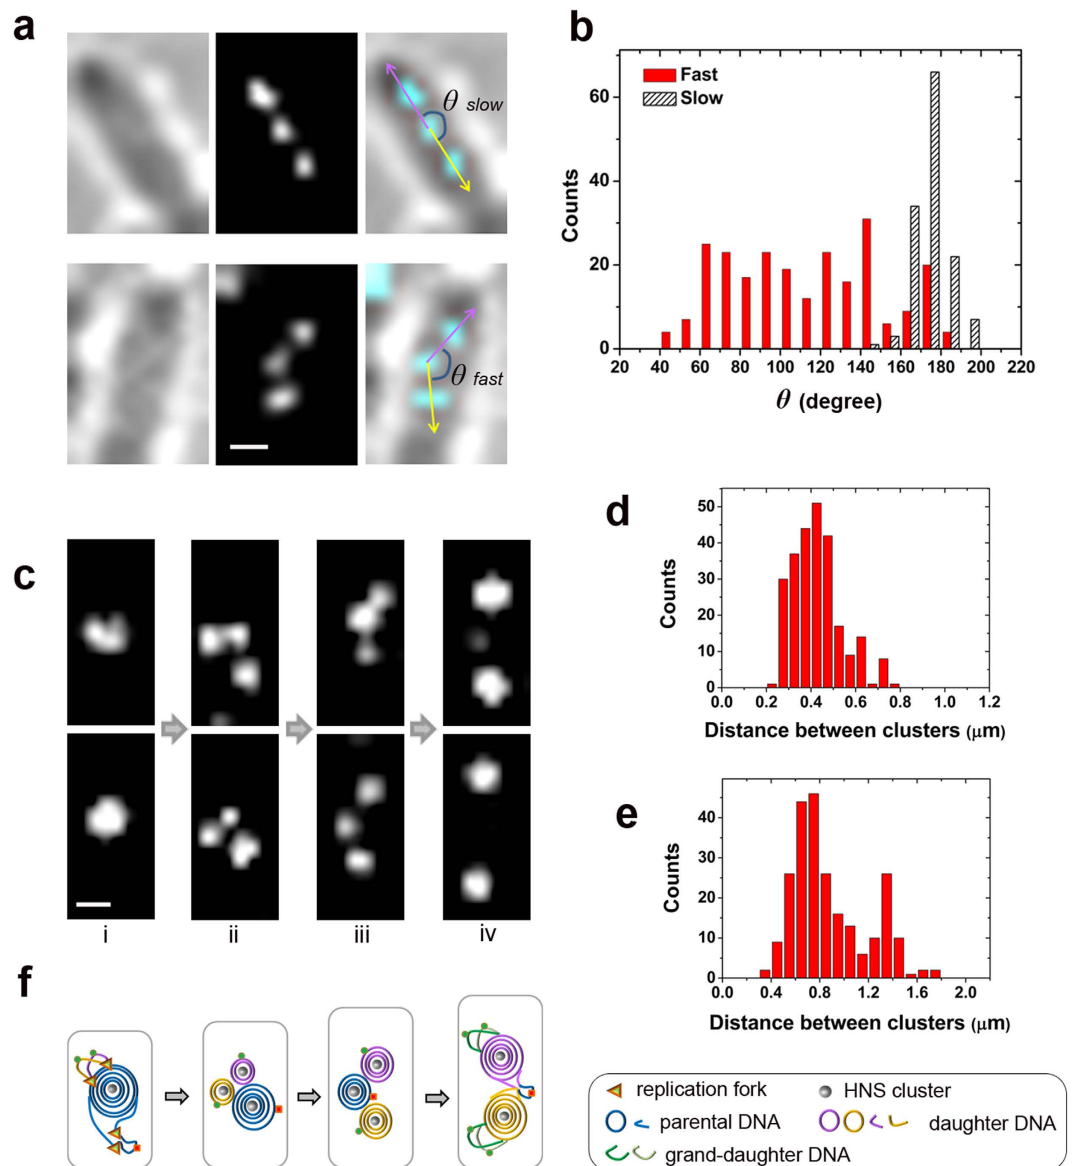 a
θ slow
θ fast
b
Fast
Slow
Counts
60
40
20
0
20 40 60 80 100 120 140 160 180 200 220
θ (degree)
c
i ii iii iv
d
Counts
50
40
30
20
10
0
0.0 0.2 0.4 0.6 0.8 1.0 1.2
Distance between clusters (μm)
e
Counts
40
30
20
10
0
0.4 0.8 1.2 1.6 2.0
Distance between clusters (μm)
f
replication fork
HNS cluster
parental DNA
daughter DNA
grand-daughter DNA